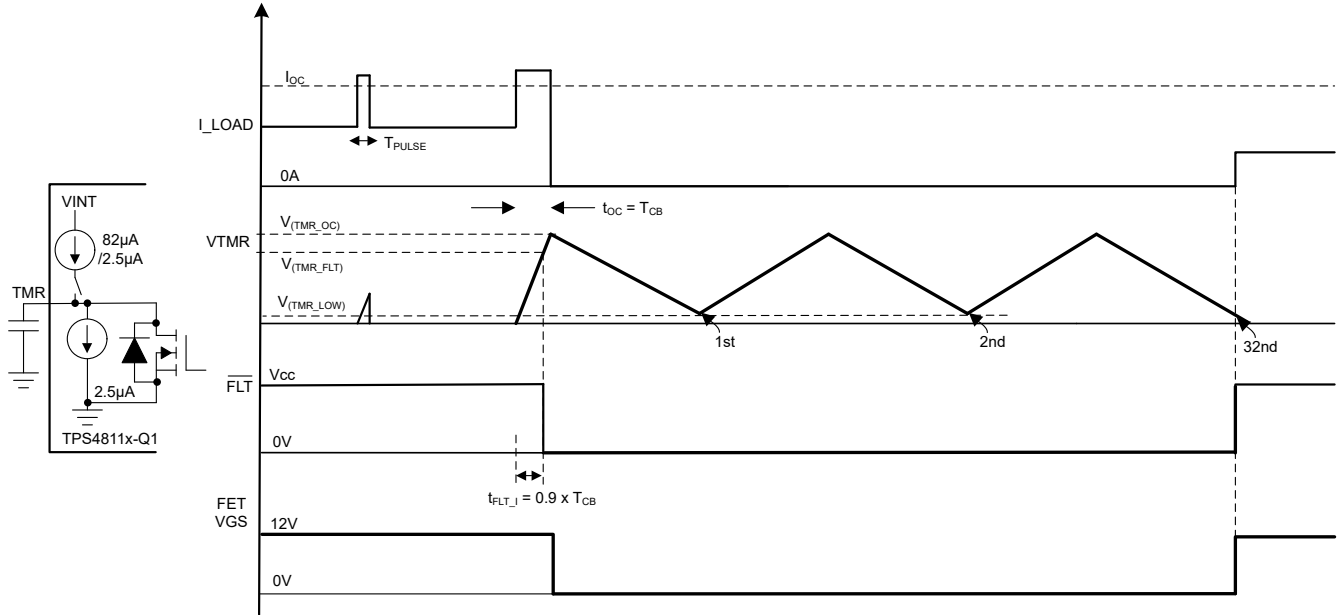 I_OC
I_LOAD
T_PULSE
0A
VINT
82µA
/2.5µA
TMR
2.5µA
TPS4811x-Q1
t_OC = T_CB
V_(TMR_OC)
VTMR
V_(TMR_FLT)
V_(TMR_LOW)
1st
2nd
32nd
Vcc
FLT
0V
t_FLT_I = 0.9 x T_CB
FET
VGS
12V
0V